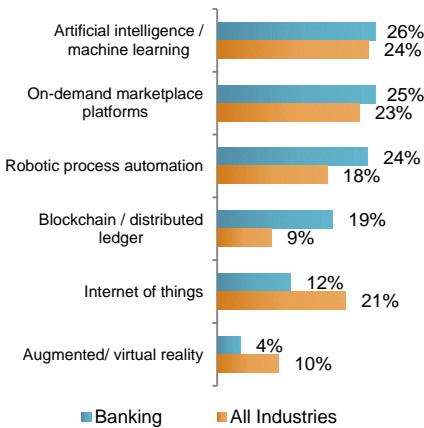 Artificial intelligence /
machine learning
26%
24%
On-demand marketplace
platforms
25%
23%
Robotic process automation
24%
18%
Blockchain / distributed
ledger
19%
9%
Internet of things
12%
21%
Augmented/ virtual reality
4%
10%
Banking
All Industries